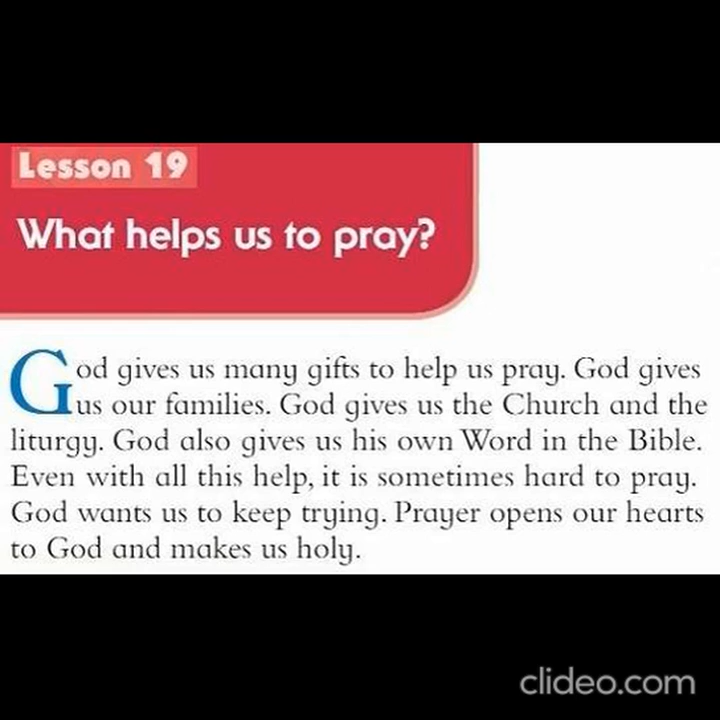 Lesson 19
What helps us to pray?
God gives us many gifts to help us pray. God gives
us our families. God gives us the Church and the
liturgy. God also gives us his own Word in the Bible.
Even with all this help, it is sometimes hard to pray.
God wants us to keep trying. Prayer opens our hearts
to God and makes us holy.
clideo.com